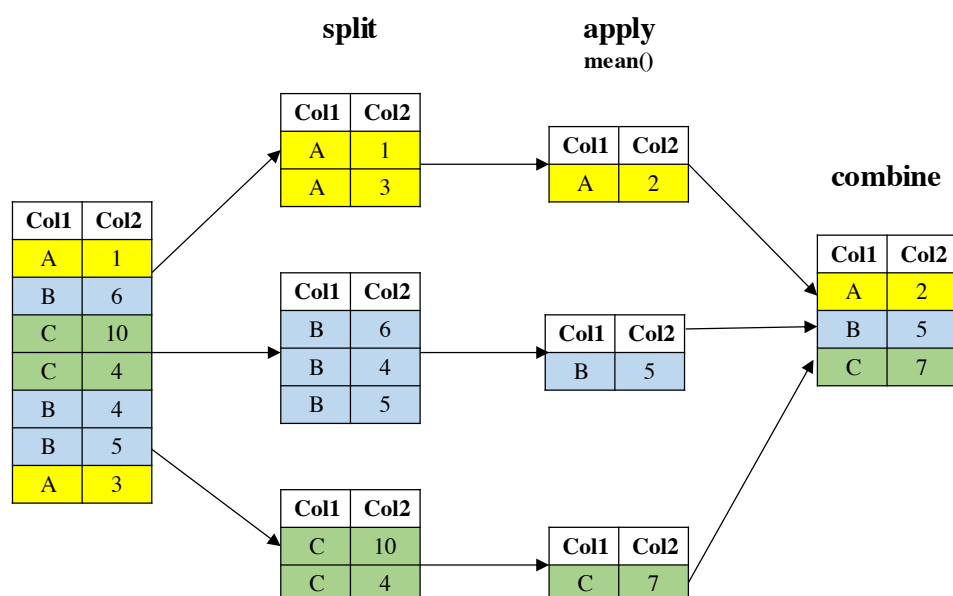 split
apply
mean()
combine
Col1 Col2
A 1
B 6
C 10
C 4
B 4
B 5
A 3
Col1 Col2
A 1
A 3
Col1 Col2
B 6
B 4
B 5
Col1 Col2
C 10
C 4
Col1 Col2
A 2
Col1 Col2
B 5
Col1 Col2
C 7
Col1 Col2
A 2
B 5
C 7